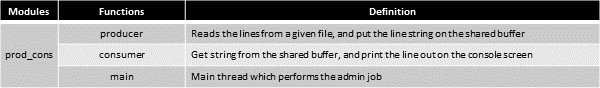 Modules Functions Definition
producer Reads the lines from a given file, and put the line string on the shared buffer
prod_cons consumer Get string from the shared buffer, and print the line out on the console screen
main Main thread which performs the admin job